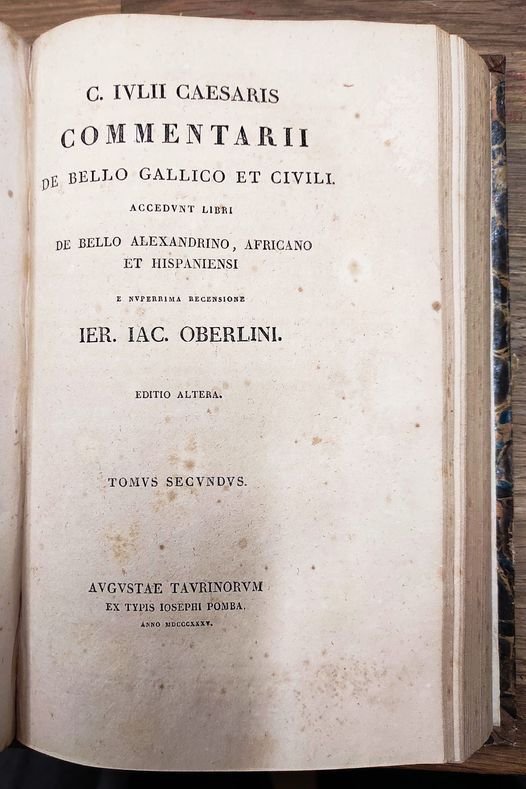 C. IVLII CAESARIS
COMMENTARII
DE BELLO GALLICO ET CIVILI.
ACCEDVNT LIBRI
DE BELLO ALEXANDRINO, AFRICANO
ET HISPANIENSI
E NVPERRIMA RECENSIONE
IER. IAC. OBERLINI.
EDITIO ALTERA.
TOMVS SECVNDVS.
AVGVSTAE TAVRINORVM
EX TYPIS IOSEPHI POMBA.
ANNO MDCCCXXXV.